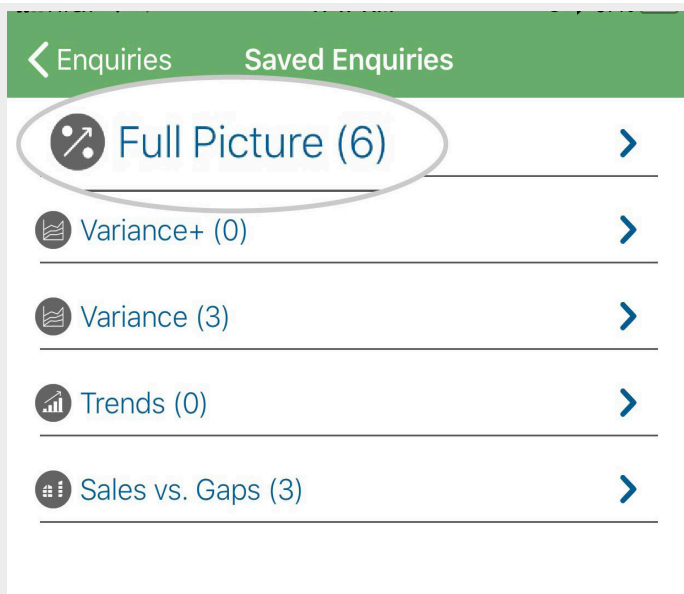 Enquiries Saved Enquiries
Full Picture (6)
Variance+ (0)
Variance (3)
Trends (0)
Sales vs. Gaps (3)